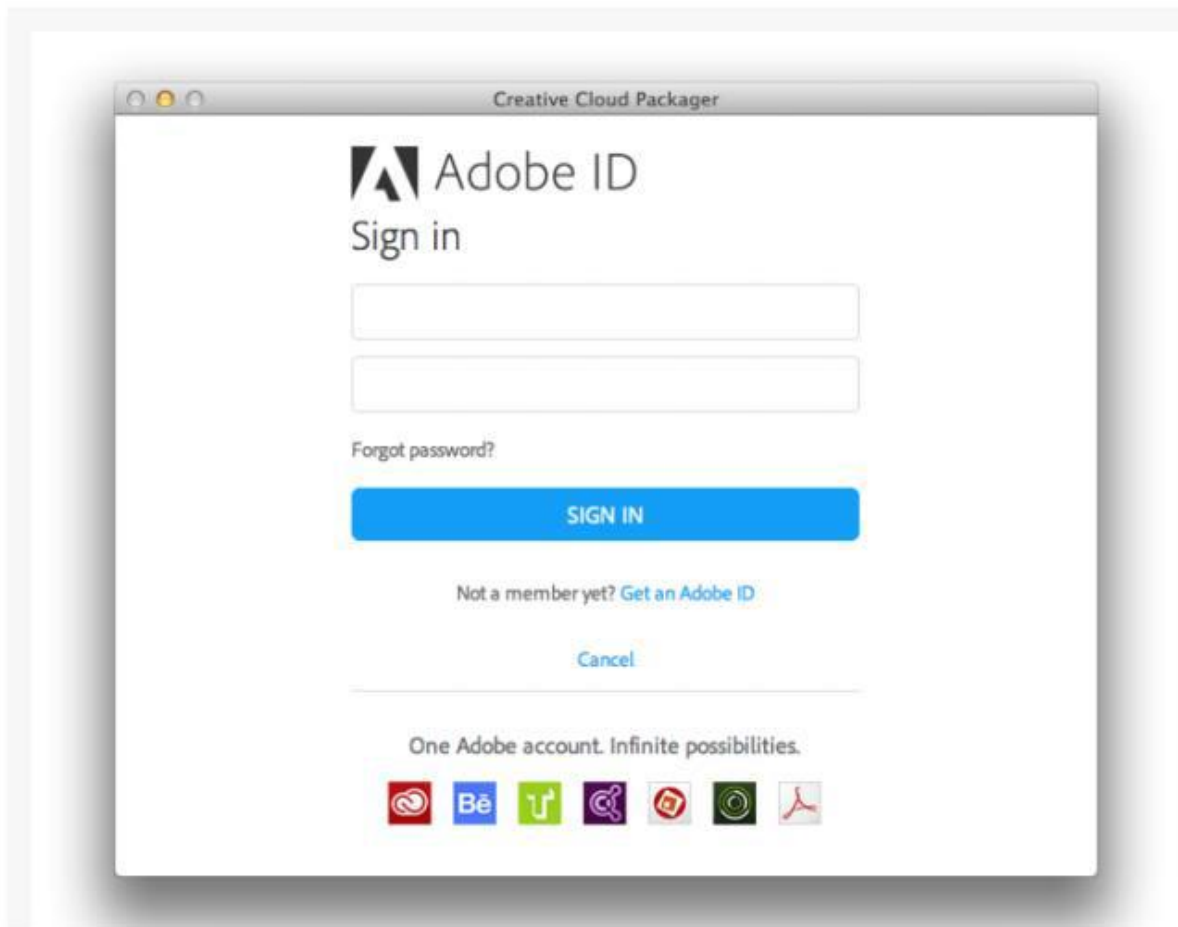 Creative Cloud Packager
Adobe ID
Sign in
Forgot password?
SIGN IN
Not a member yet? Get an Adobe ID
Cancel
One Adobe account. Infinite possibilities.
Bē